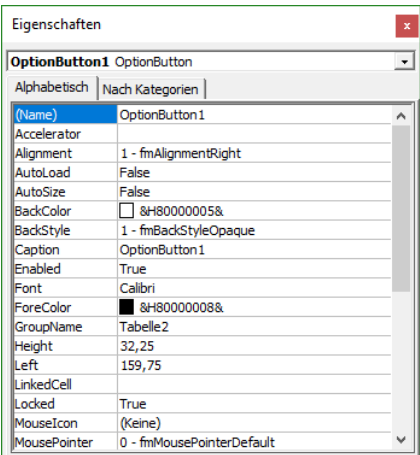 Eigenschaften
x
OptionButton1 OptionButton
Alphabetisch Nach Kategorien
(Name) OptionButton1
Accelerator
Alignment 1 - fmAlignmentRight
AutoLoad False
AutoSize False
BackColor &H80000005&
BackStyle 1 - fmBackStyleOpaque
Caption OptionButton1
Enabled True
Font Calibri
ForeColor &H80000008&
GroupName Tabelle2
Height 32,25
Left 159,75
LinkedCell
Locked True
MouseIcon (Keine)
MousePointer 0 - fmMousePointerDefault